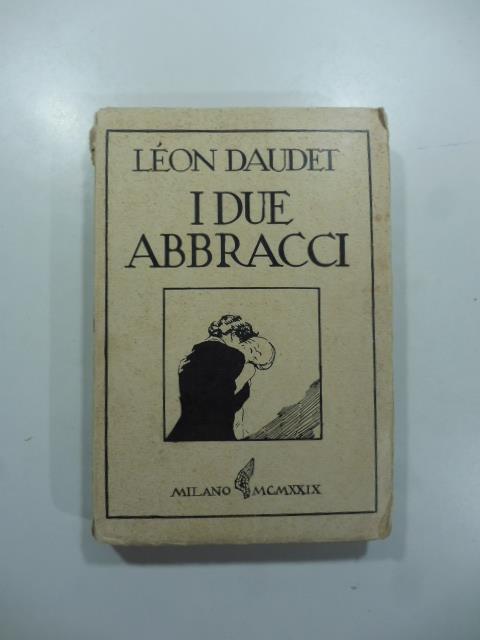 LÉON DAUDET
I DUE
ABBRACCI
MILANO MCMXXIX